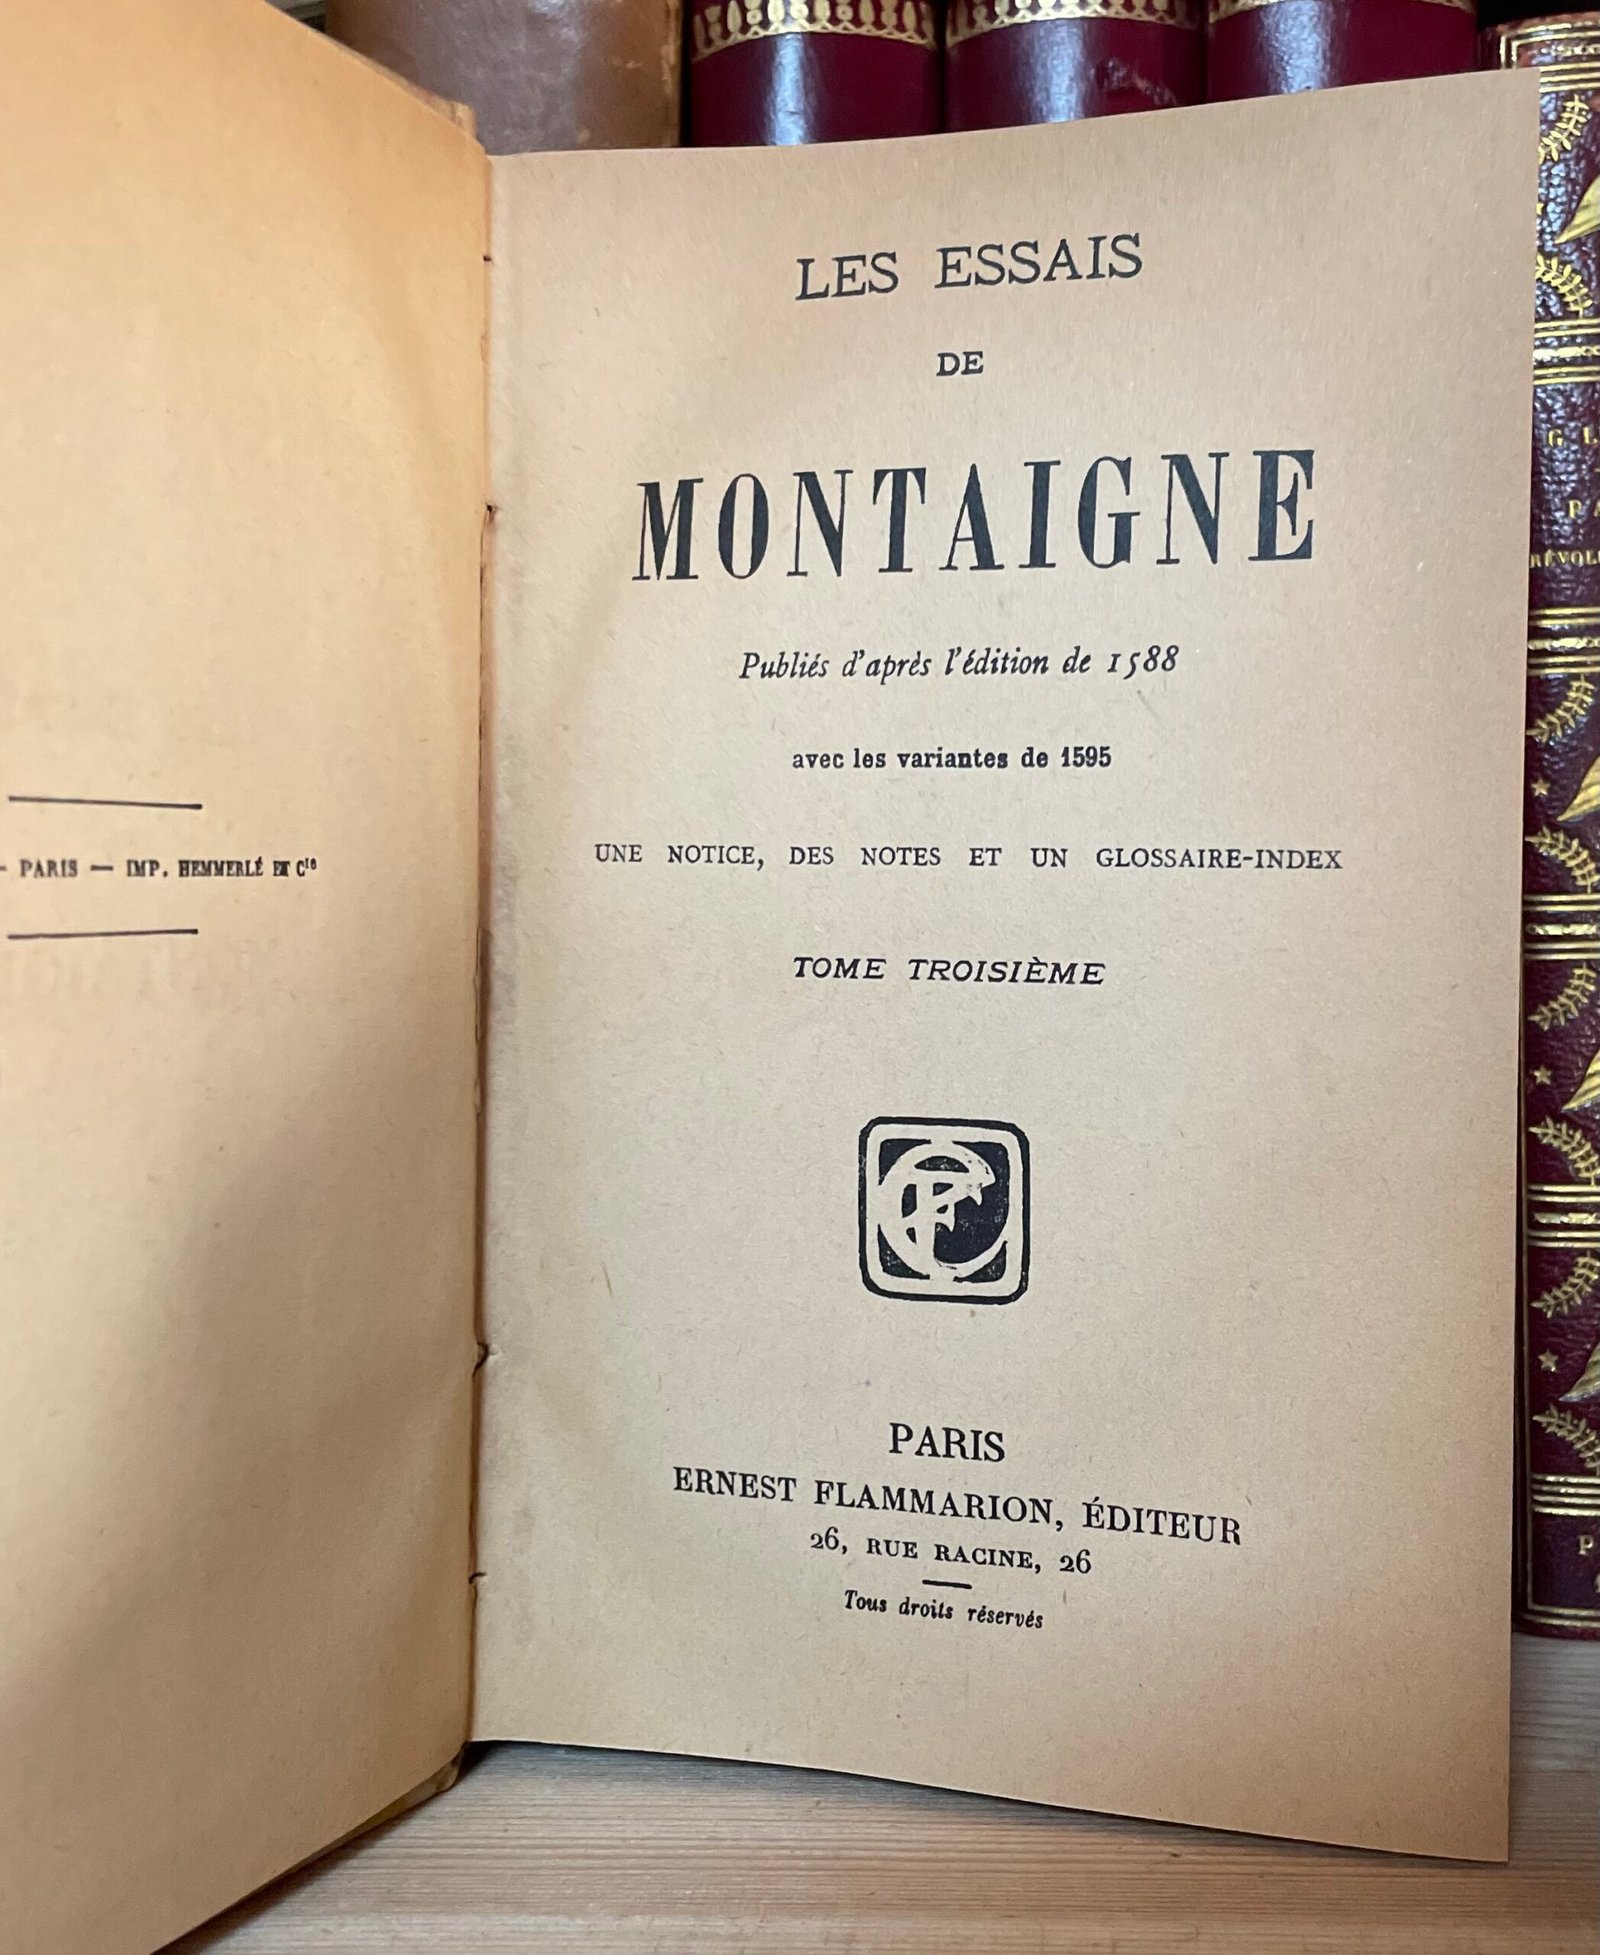 PARIS — IMP. HEMMERLÉ ET Cie
LES ESSAIS
DE
MONTAIGNE
Publiés d'après l'édition de 1588
avec les variantes de 1595
UNE NOTICE, DES NOTES ET UN GLOSSAIRE-INDEX
TOME TROISIÈME
PARIS
ERNEST FLAMMARION, ÉDITEUR
26, RUE RACINE, 26
Tous droits réservés